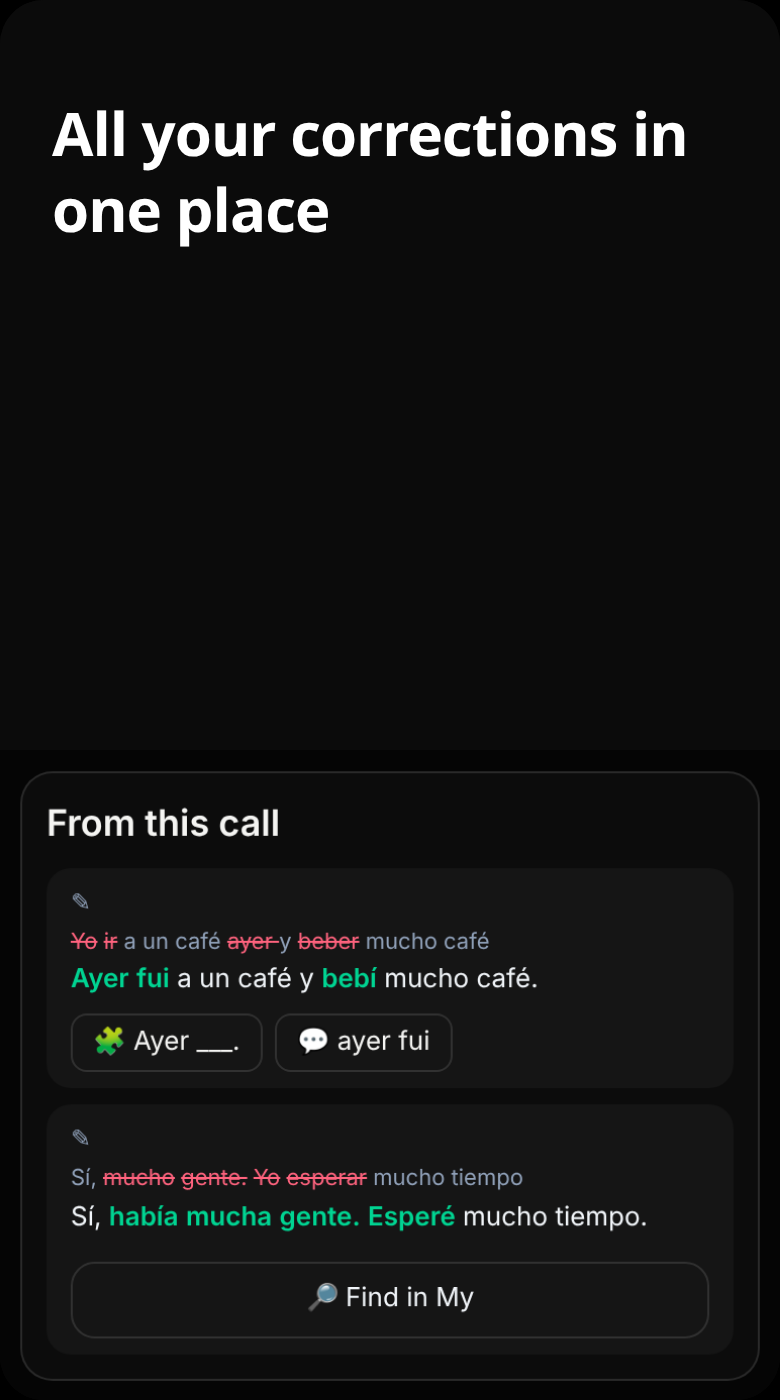 All your corrections in
one place
From this call
✎
Yo ir a un café ayer y beber mucho café
Ayer fui a un café y bebí mucho café.
🧩 Ayer ___.
💬 ayer fui
✎
Sí, mucho gente. Yo esperar mucho tiempo
Sí, había mucha gente. Esperé mucho tiempo.
🔎 Find in My